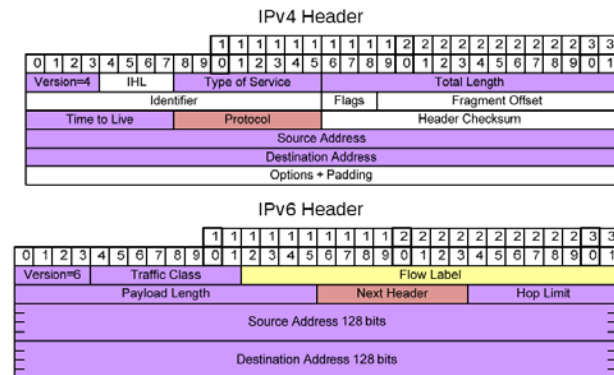 IPv4 Header
1 1 1 1 1 1 1 1 1 1 2 2 2 2 2 2 2 2 2 2 3 3
0 1 2 3 4 5 6 7 8 9 0 1 2 3 4 5 6 7 8 9 0 1 2 3 4 5 6 7 8 9 0 1
Version=4 IHL Type of Service Total Length
Identifier Flags Fragment Offset
Time to Live Protocol Header Checksum
Source Address
Destination Address
Options + Padding
IPv6 Header
1 1 1 1 1 1 1 1 1 1 2 2 2 2 2 2 2 2 2 2 3 3
0 1 2 3 4 5 6 7 8 9 0 1 2 3 4 5 6 7 8 9 0 1 2 3 4 5 6 7 8 9 0 1
Version=6 Traffic Class Flow Label
Payload Length Next Header Hop Limit
Source Address 128 bits
Destination Address 128 bits